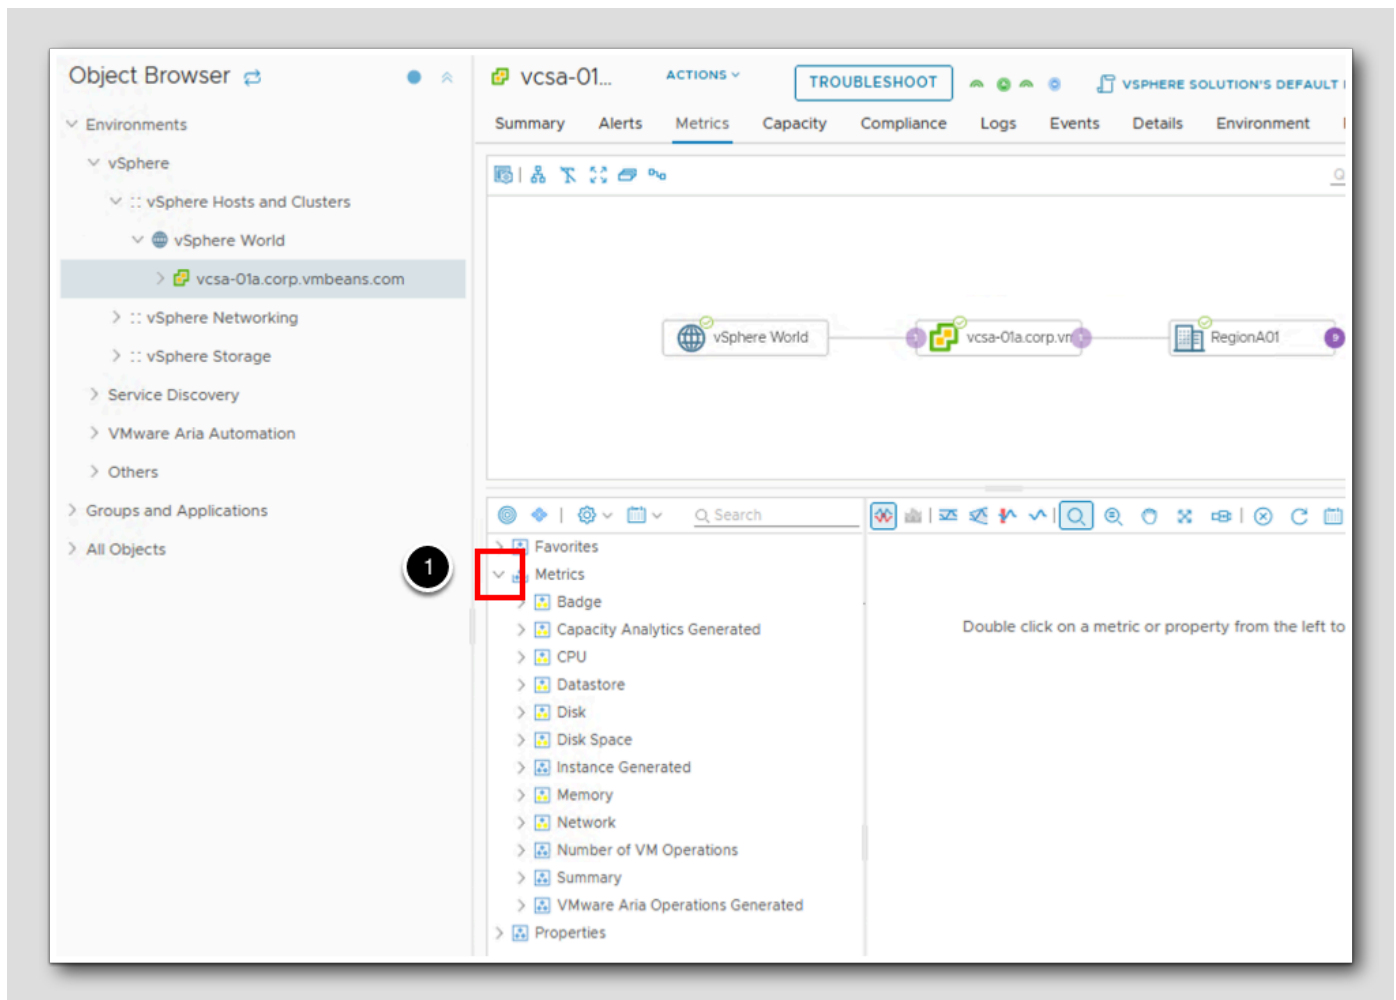 Object Browser
Environments
vSphere
vSphere Hosts and Clusters
vSphere World
vcsa-01a.corp.vmbeans.com
vSphere Networking
vSphere Storage
Service Discovery
VMware Aria Automation
Others
Groups and Applications
All Objects
1
vcsa-01... ACTIONS TROUBLESHOOT VSPHERE SOLUTION'S DEFAULT
Summary Alerts Metrics Capacity Compliance Logs Events Details Environment
vSphere World vcsa-01a.corp.vm RegionA01 9
Search
Favorites
Metrics
Badge
Capacity Analytics Generated
CPU
Datastore
Disk
Disk Space
Instance Generated
Memory
Network
Number of VM Operations
Summary
VMware Aria Operations Generated
Properties
Double click on a metric or property from the left to